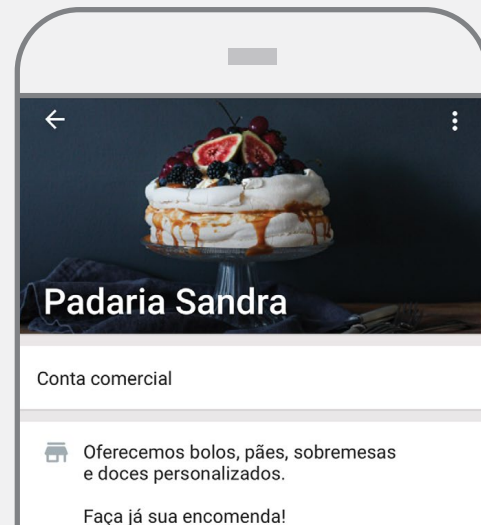 Padaria Sandra
Conta comercial
Oferecemos bolos, pães, sobremesas
e doces personalizados.
Faça já sua encomenda!